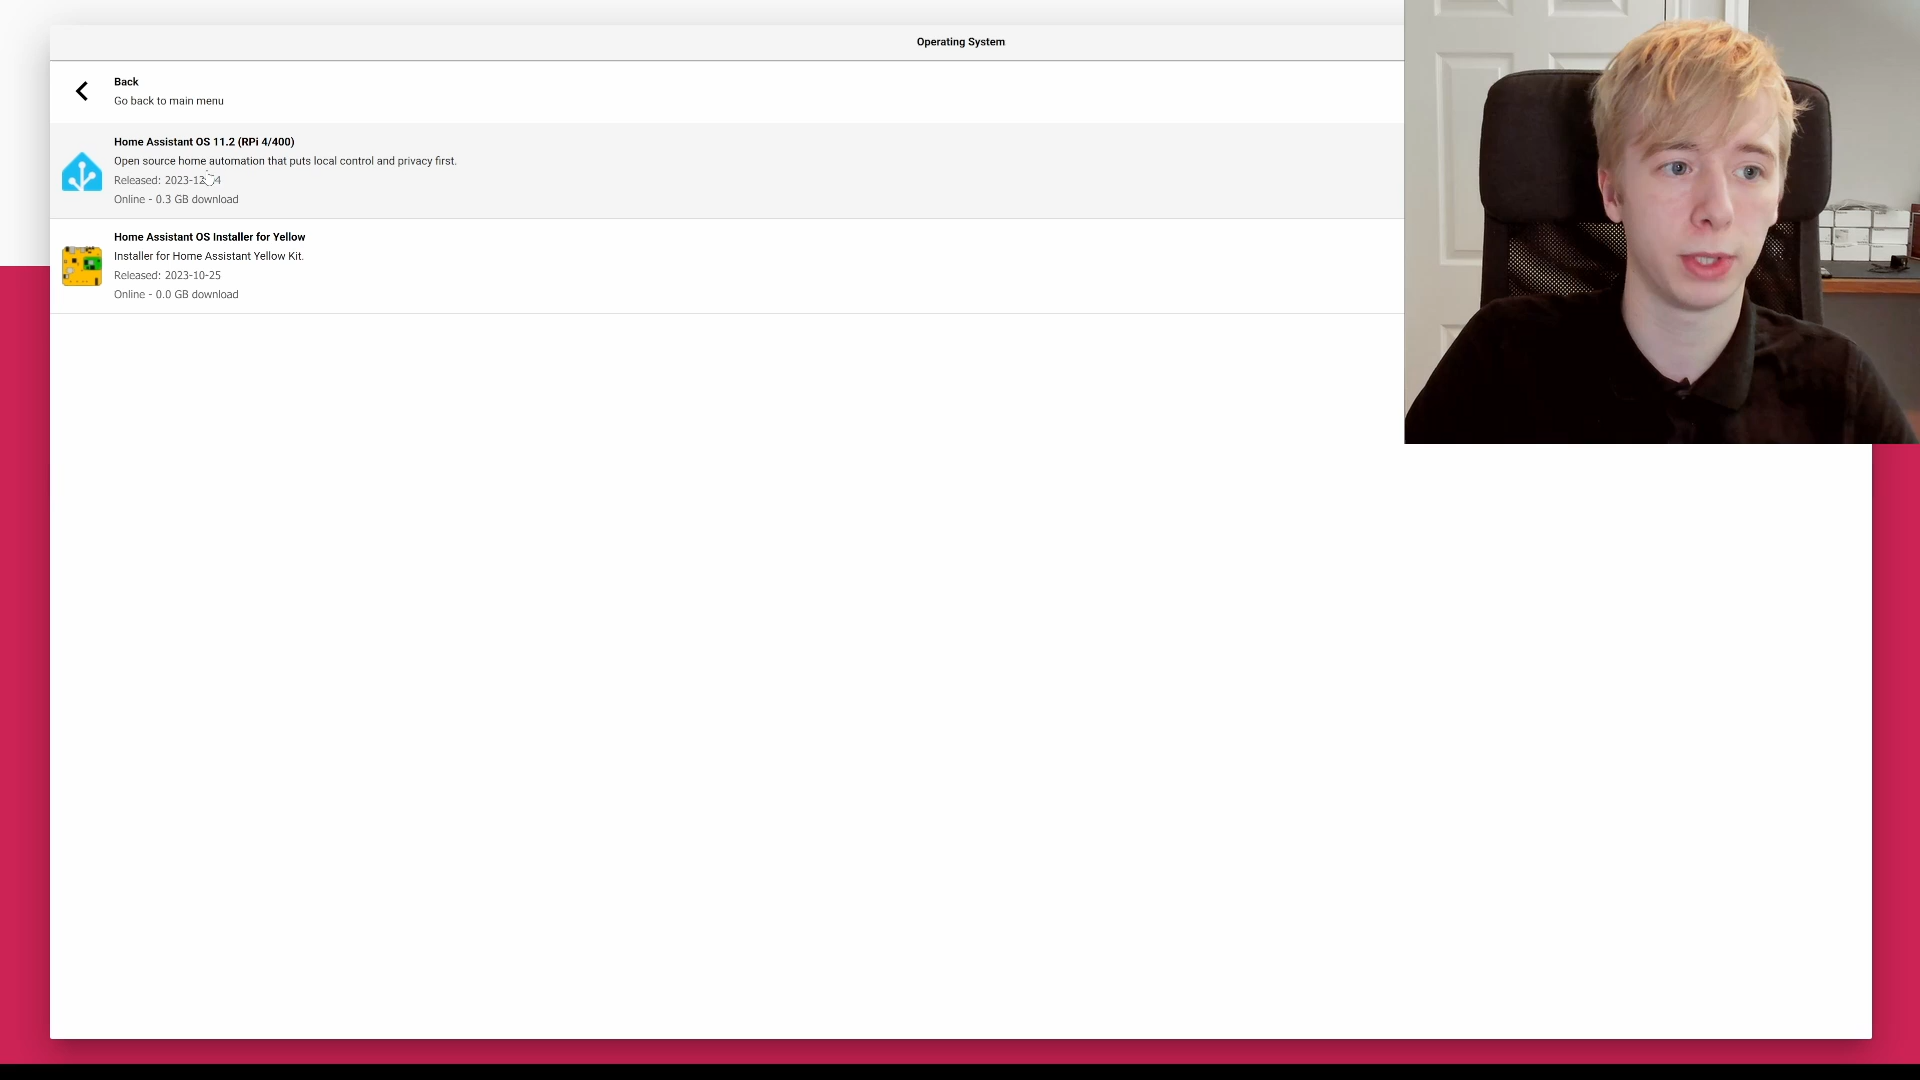 Operating System
Back
Go back to main menu
Home Assistant OS 11.2 (RPi 4/400)
Open source home automation that puts local control and privacy first.
Released: 4
Online - 0.3 GB download
Home Assistant OS Installer for Yellow
Installer for Home Assistant Yellow Kit.
Released: 2023-10-25
Online - 0.0 GB download